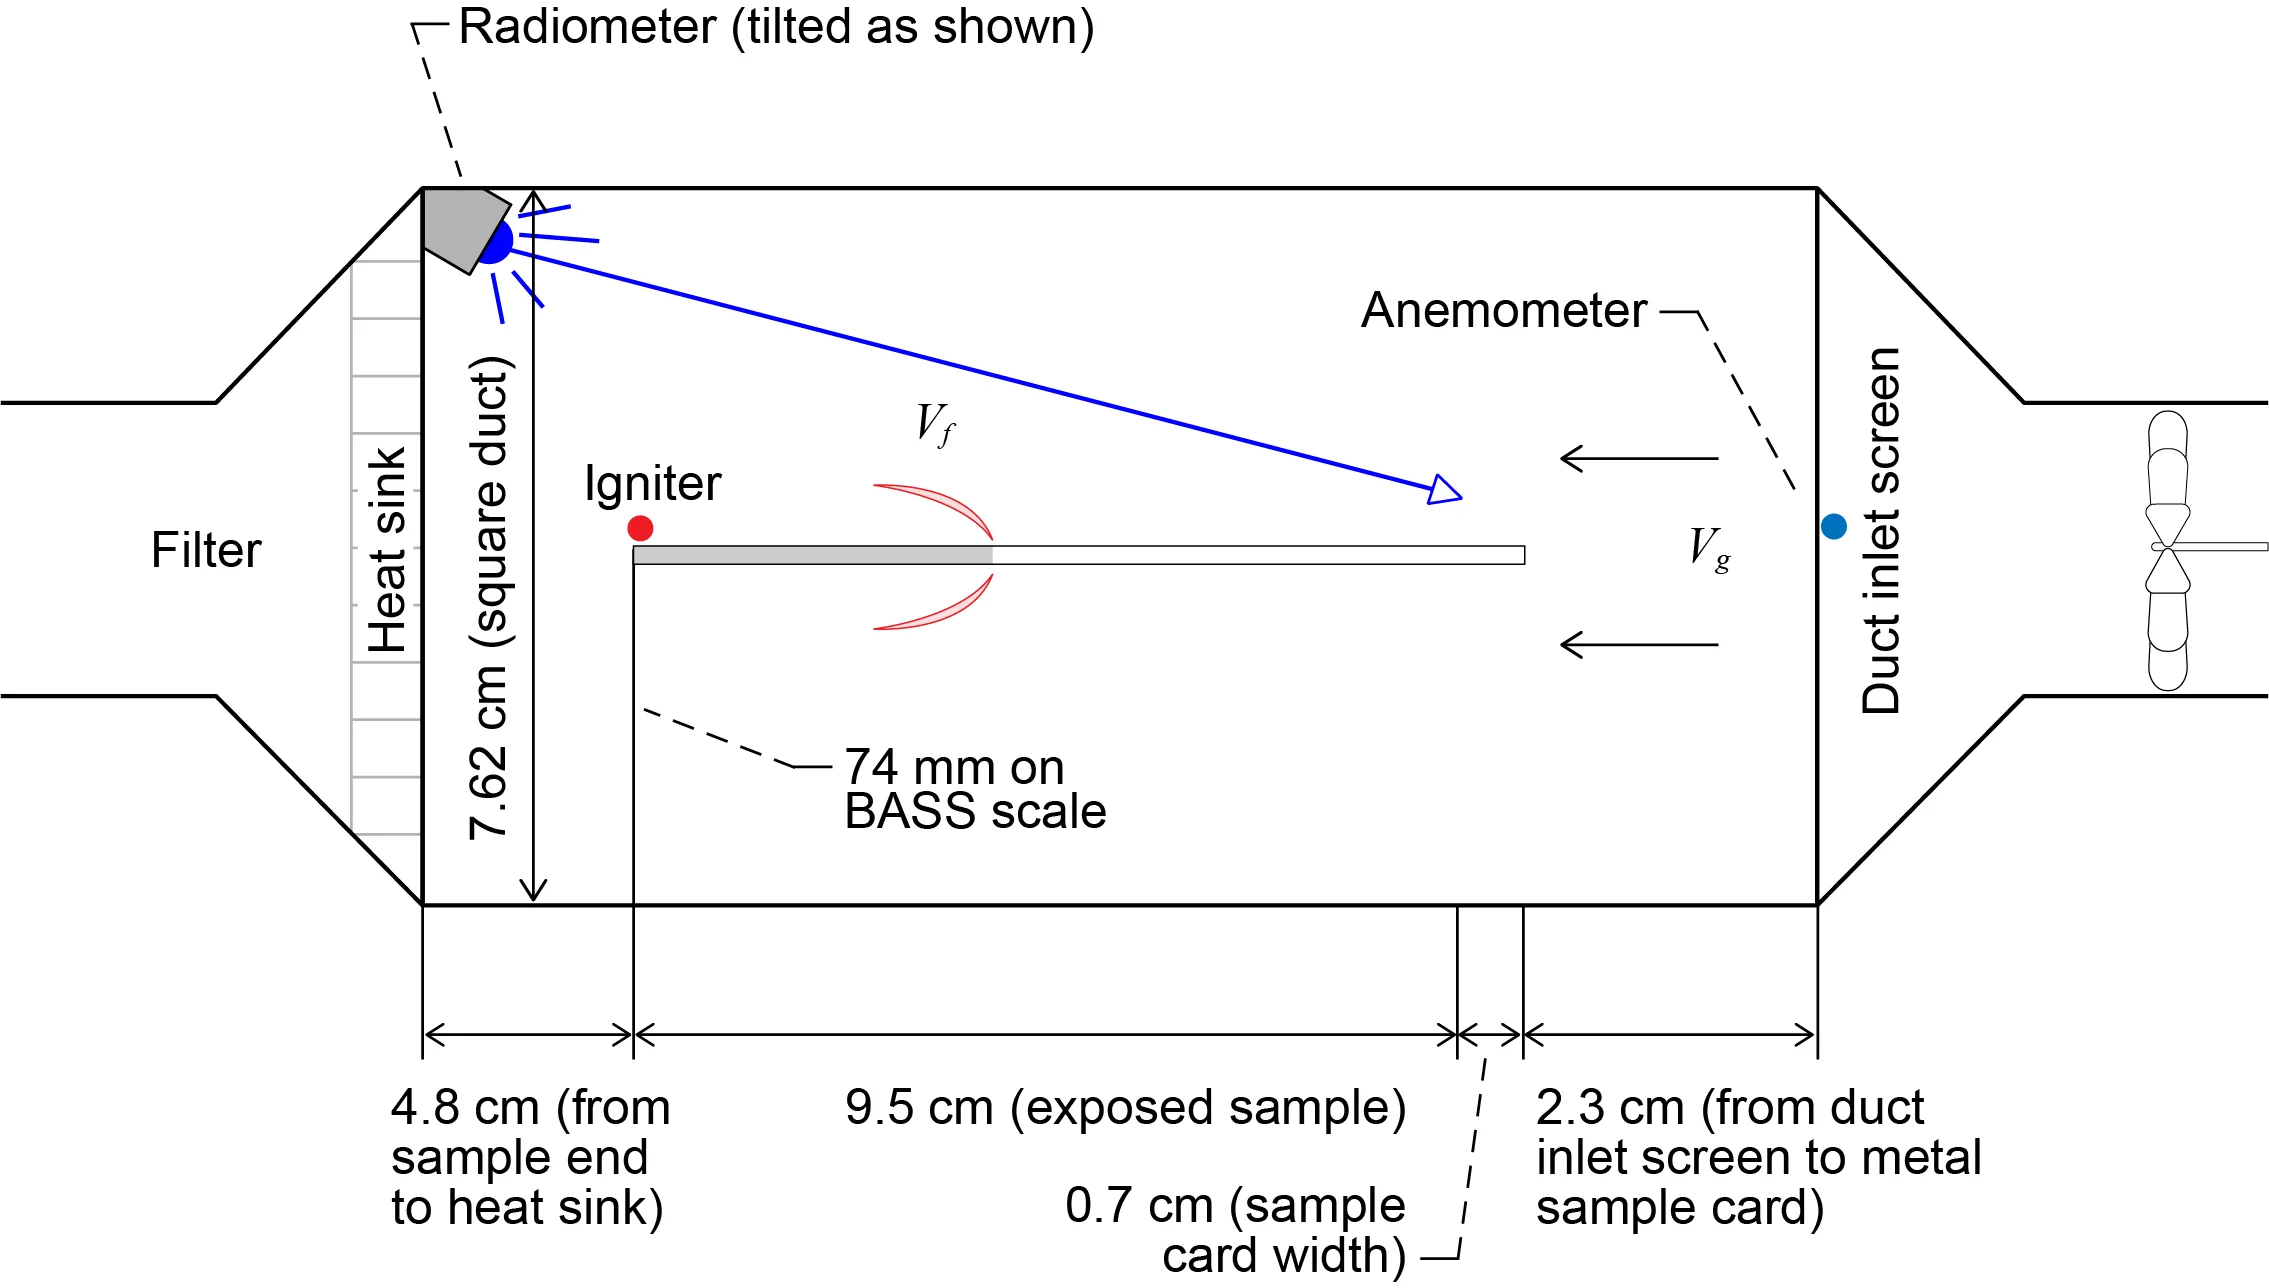 Radiometer (tilted as shown)
Anemometer
V_f
Igniter
Filter
Heat sink
7.62 cm (square duct)
V_g
Duct inlet screen
74 mm on
BASS scale
4.8 cm (from
sample end
to heat sink)
9.5 cm (exposed sample)
0.7 cm (sample
card width)
2.3 cm (from duct
inlet screen to metal
sample card)